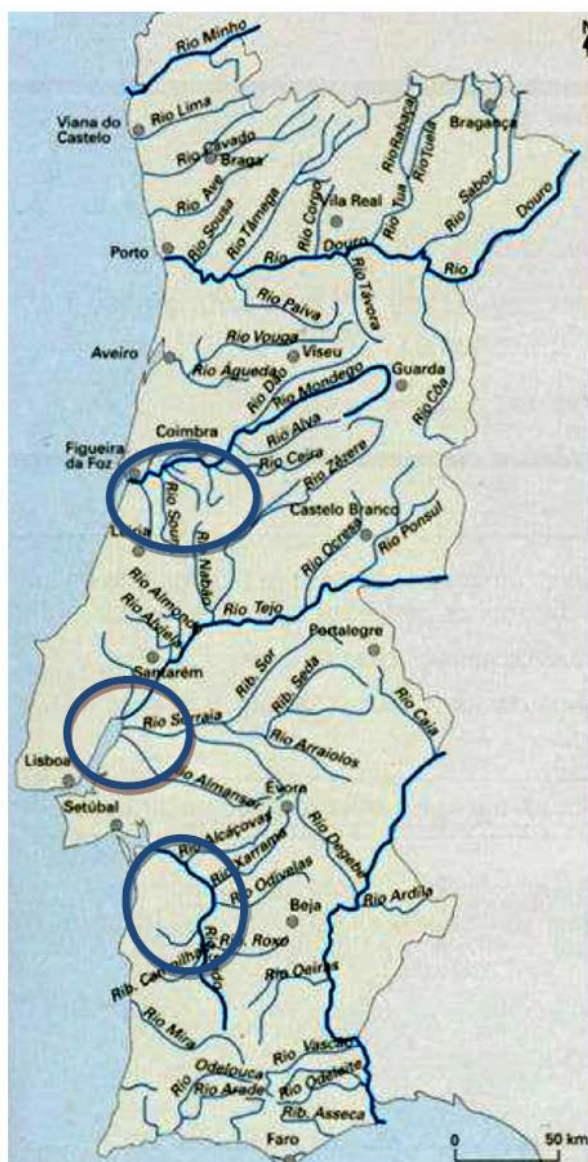 N
Rio Minho
Rio Lima
Viana do
Castelo
Rio Cávado
Braga
Bragança
Rio Rabaçal
Rio Tuela
Rio Ave
Rio Sousa
Rio Tâmega
Rio Corgo
Vila Real
Rio Tua
Rio Sabor
Douro
Porto
Rio
Douro
Rio
Rio Paiva
Rio Távora
Rio Vouga
Aveiro
Viseu
Rio Águeda
Rio Dão
Rio Mondego
Guarda
Rio Côa
Coimbra
Rio Alva
Figueira
da Foz
Rio Ceira
Rio Zêzere
Castelo Branco
Rio Nabão
Rio Ocresa
Rio Ponsul
Rio Almonda
Rio Alviela
Rio Tejo
Portalegre
Santarém
Rib. Sor
Rib. Seda
Rio Caia
Rio Sorraia
Rio Arraiolos
Lisboa
Rio Almansor
Évora
Setúbal
Rio Alcáçovas
Rio Xarrama
Rio Degebe
Rio Odivelas
Rio Ardila
Beja
Rib. Roxo
Rio Oeiras
Rio Mira
Rio Vascão
Odelouca
Rio
Rio Odeleite
Rio Arade
Rib. Asseca
Faro
0 50 km